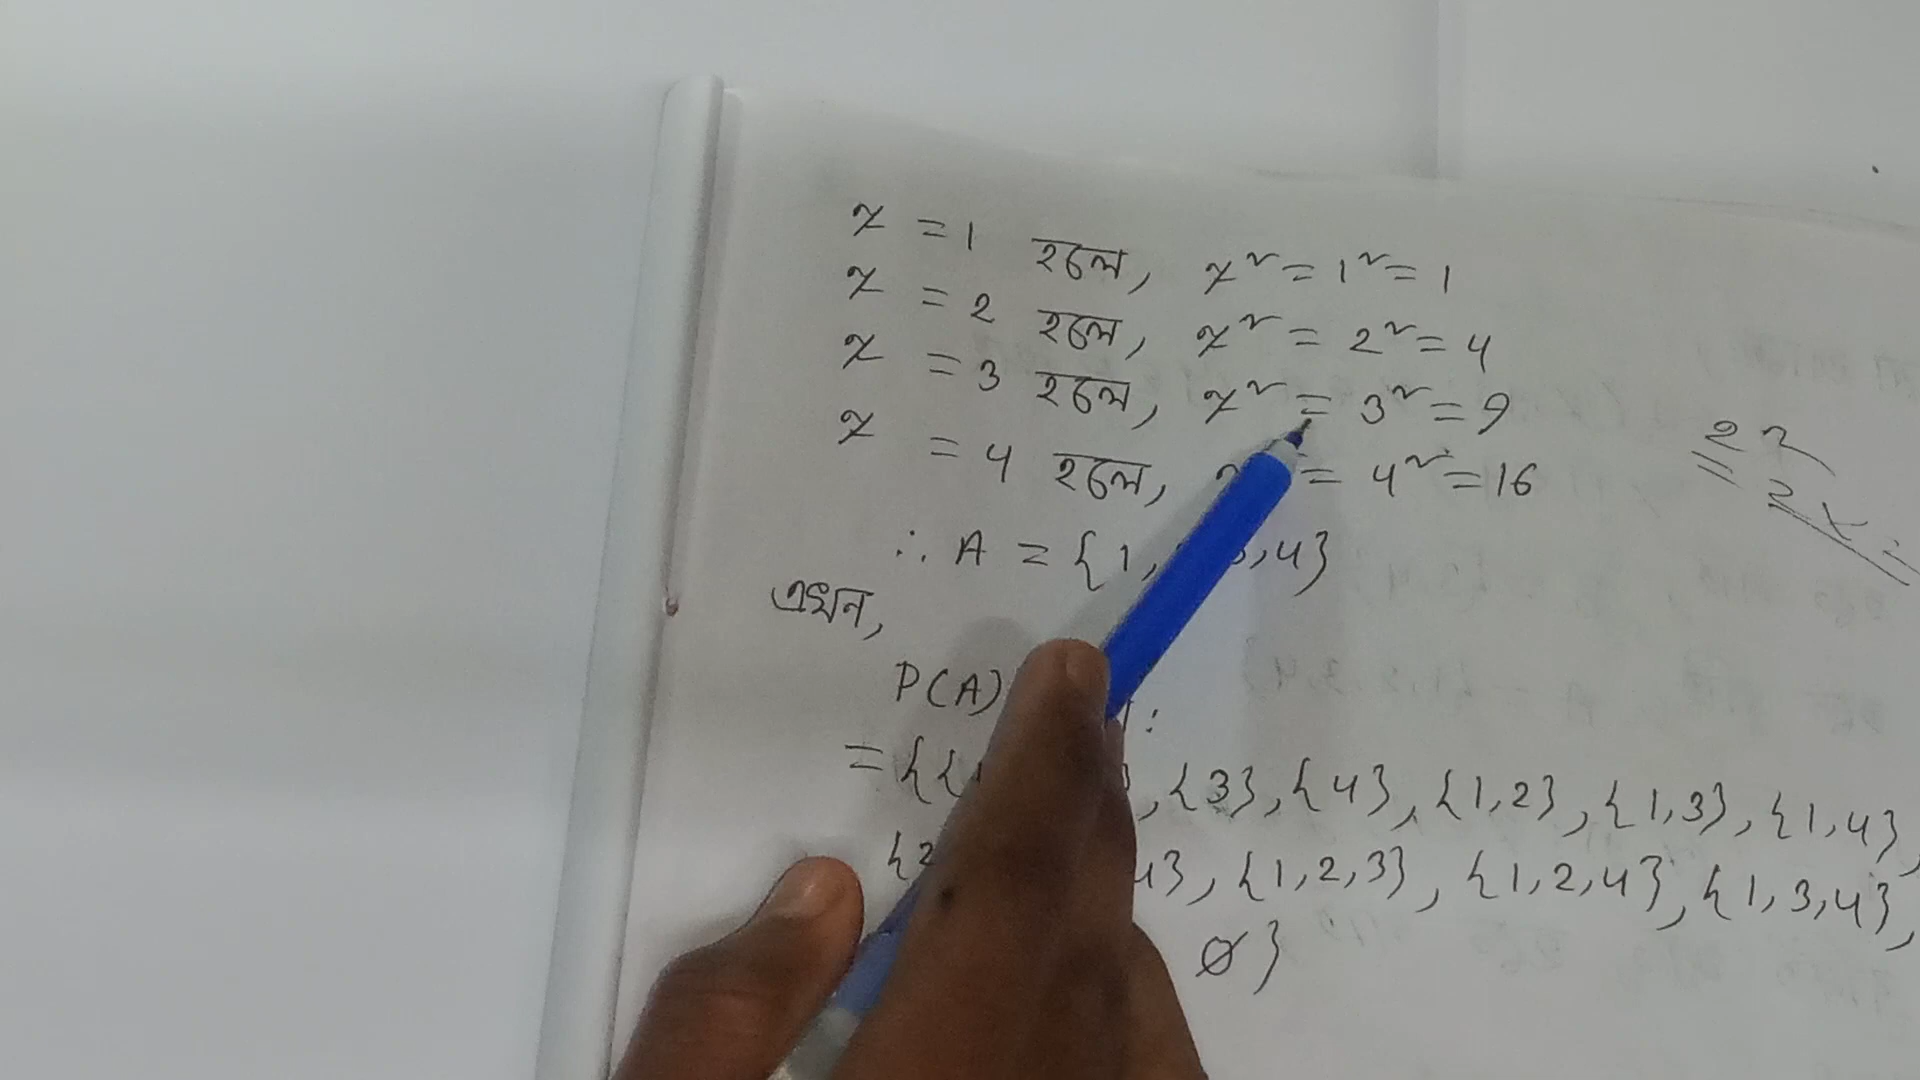 x = 1 হলে, x² = 1² = 1
x = 2 হলে, x² = 2² = 4
x = 3 হলে, x² = 3² = 9
x = 4 হলে, = 4² = 16
∴ A = {1, 3, 4}
এখন,
P(A) :
= {{1 }, {3}, {4}, {1, 2}, {1, 3}, {1, 4},
{2 4}, {1, 2, 3}, {1, 2, 4}, {1, 3, 4},
∅}